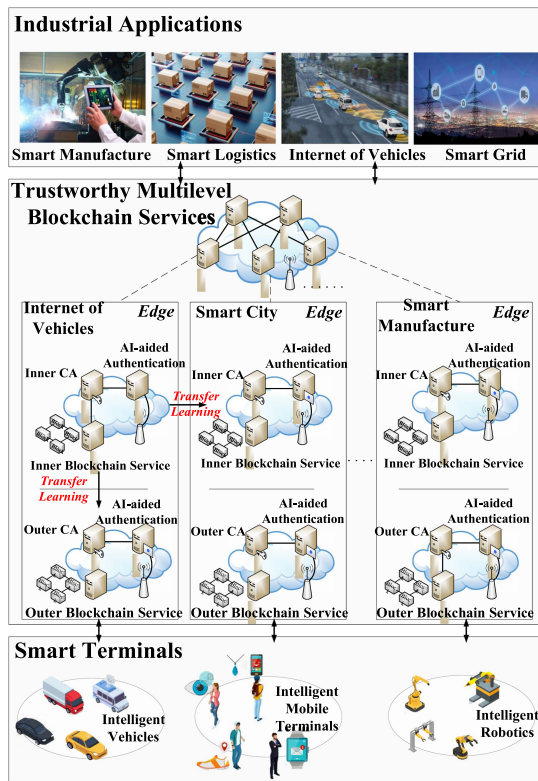 Industrial Applications
Smart Manufacture
Smart Logistics
Internet of Vehicles
Smart Grid
Trustworthy Multilevel
Blockchain Services
. . . . . .
Internet of
Vehicles
Edge
Inner CA
AI-aided
Authentication
Inner Blockchain Service
Transfer
Learning
Transfer
Learning
Outer CA
AI-aided
Authentication
Outer Blockchain Service
Smart City
Edge
Inner CA
AI-aided
Authentication
Inner Blockchain Service
Outer CA
AI-aided
Authentication
Outer Blockchain Service
. . . .
Smart
Manufacture
Edge
Inner CA
AI-aided
Authentication
Inner Blockchain Service
Outer CA
AI-aided
Authentication
Outer Blockchain Service
Smart Terminals
Intelligent
Vehicles
Intelligent
Mobile
Terminals
Intelligent
Robotics